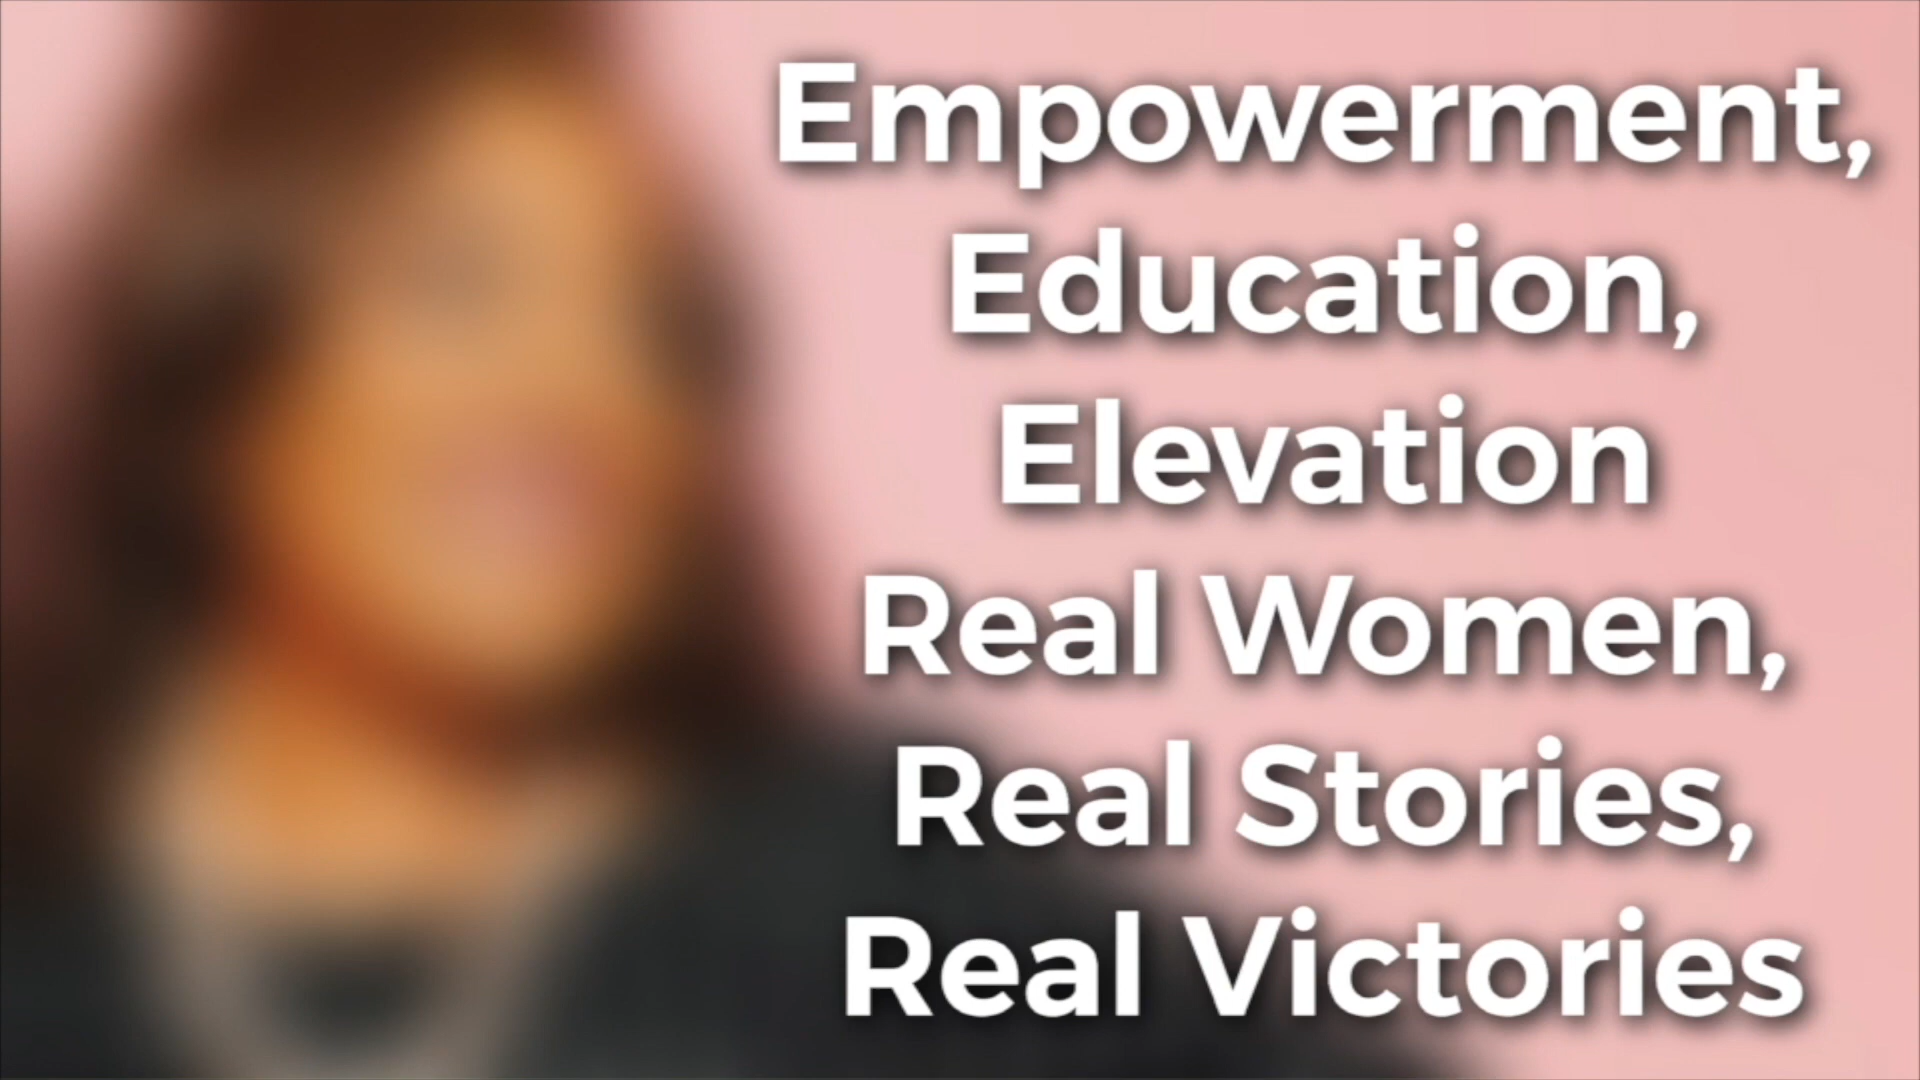 Empowerment,
Education,
Elevation
Real Women,
Real Stories,
Real Victories